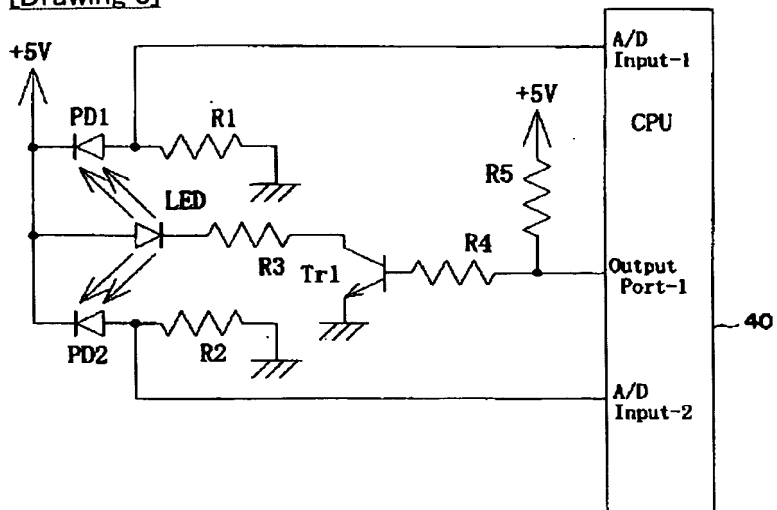 [Drawing 3]
A/D
Input-1
+5V
+5V
PD1
R1
CPU
R5
LED
R4
R3
Tr1
Output
Port-1
40
PD2
R2
A/D
Input-2